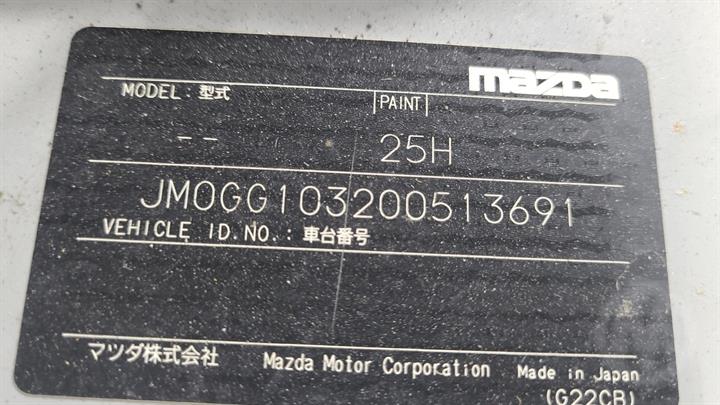 mazda
MODEL : 型式 |PAINT|
-- 25H
JM0GG103200513691
VEHICLE ID.NO. : 車台番号
マツダ株式会社 Mazda Motor Corporation Made in Japan
(G22CB)